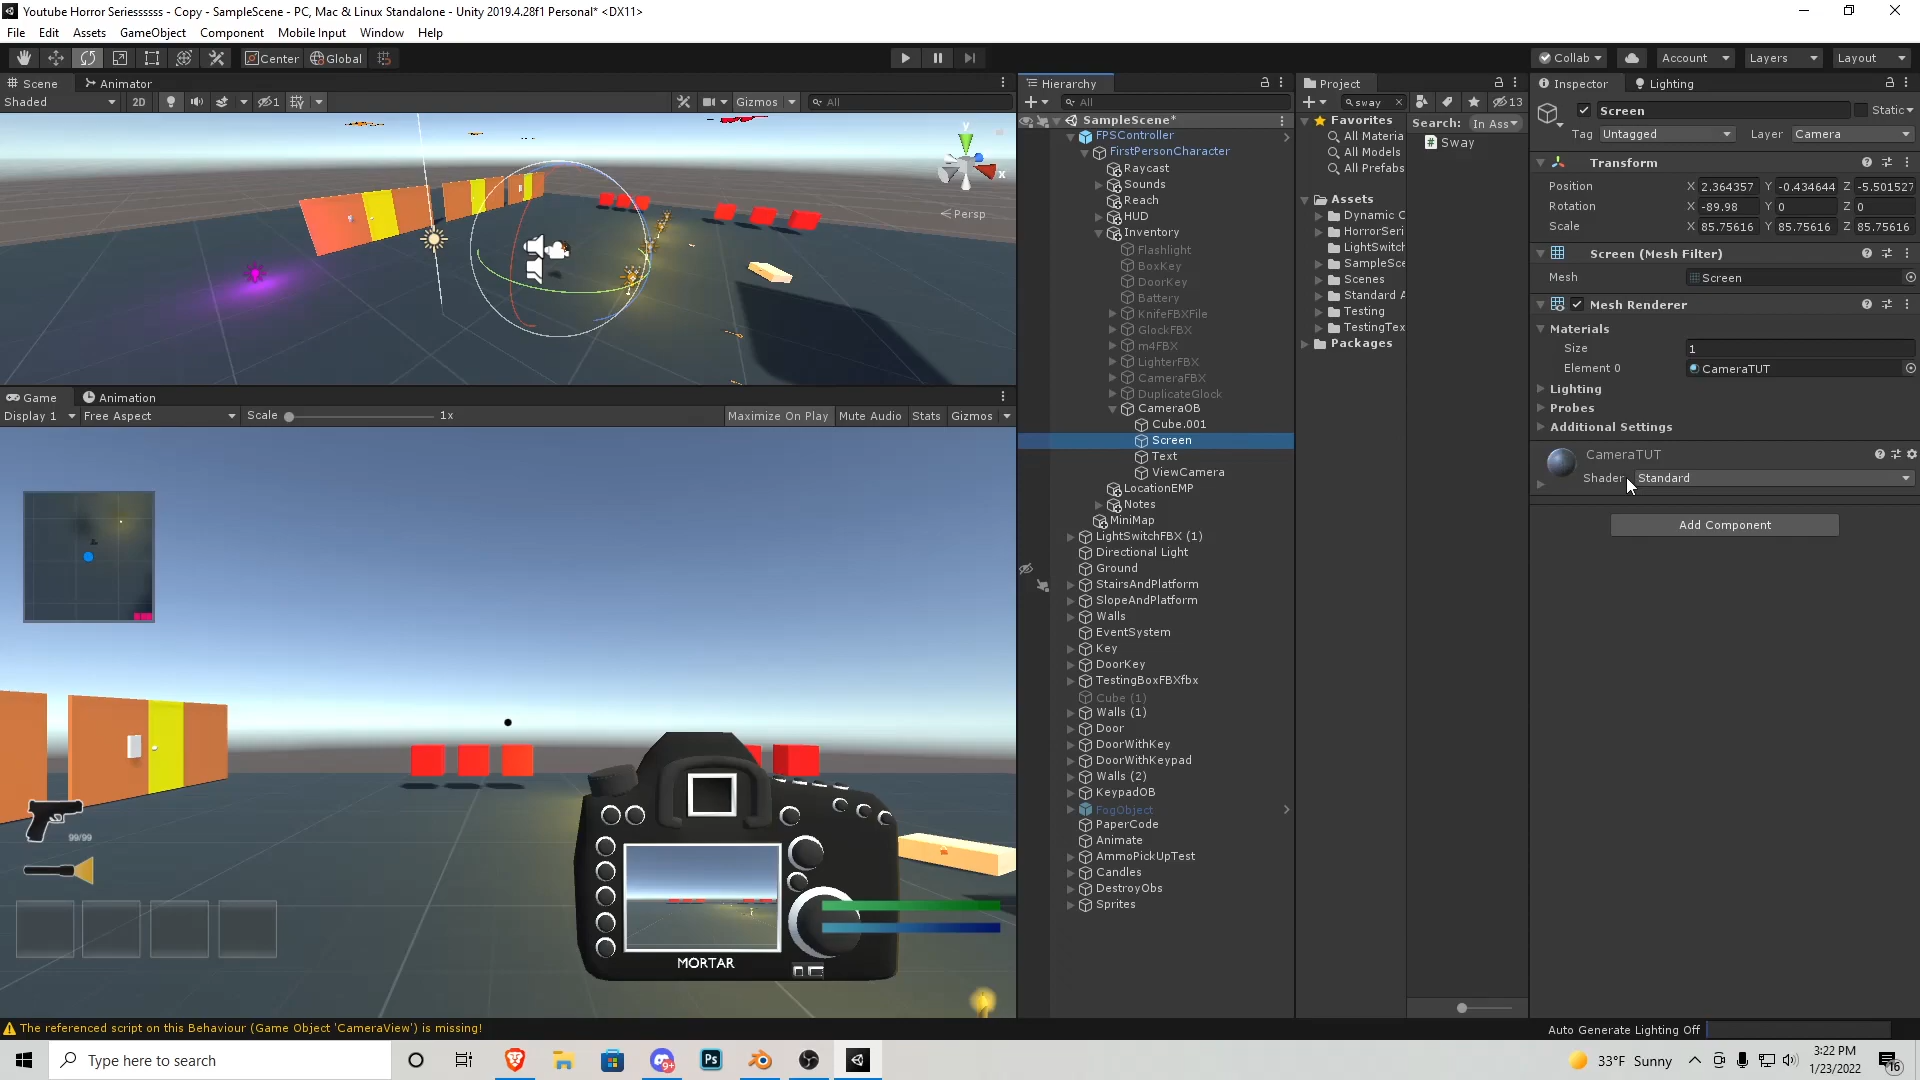 Youtube Horror Seriesssss - Copy - SampleScene - PC, Mac & Linux Standalone - Unity 2019.4.28f1 Personal* <DX11>
File Edit Assets GameObject Component Mobile Input Window Help
Center Global
Collab Account Layers Layout
Scene Animator
Shaded 2D Gizmos All
y
x
Persp
Game Animation
Display 1 Free Aspect Scale 1x Maximize On Play Mute Audio Stats Gizmos
99/99
MORTAR
Hierarchy
All
SampleScene*
FPSController
FirstPersonCharacter
Raycast
Sounds
Reach
HUD
Inventory
Flashlight
BoxKey
DoorKey
Battery
KnifeFBXFile
GlockFBX
m4FBX
LighterFBX
CameraFBX
DuplicateGlock
CameraOB
Cube.001
Screen
Text
ViewCamera
LocationEMP
Notes
MiniMap
LightSwitchFBX (1)
Directional Light
Ground
StairsAndPlatform
SlopeAndPlatform
Walls
EventSystem
Key
DoorKey
TestingBoxFBXfbx
Cube (1)
Walls (1)
Door
DoorWithKey
DoorWithKeypad
Walls (2)
KeypadOB
FogObject
PaperCode
Animate
AmmoPickUpTest
Candles
DestroyObs
Sprites
Project
sway 13
Favorites
All Materia
All Models
All Prefabs
Assets
Dynamic C
HorrorSeri
LightSwitch
SampleSce
Scenes
Standard A
Testing
TestingTex
Packages
Search: In Ass
Sway
Inspector Lighting
Screen Static
Tag Untagged Layer Camera
Transform
Position X 2.364357 Y -0.434644 Z -5.501527
Rotation X -89.98 Y 0 Z 0
Scale X 85.75616 Y 85.75616 Z 85.75616
Screen (Mesh Filter)
Mesh Screen
Mesh Renderer
Materials
Size 1
Element 0 CameraTUT
Lighting
Probes
Additional Settings
CameraTUT
Shader Standard
Add Component
The referenced script on this Behaviour (Game Object 'CameraView') is missing!
Auto Generate Lighting Off
Type here to search
9+
Ps
33°F Sunny
3:22 PM
1/23/2022
16